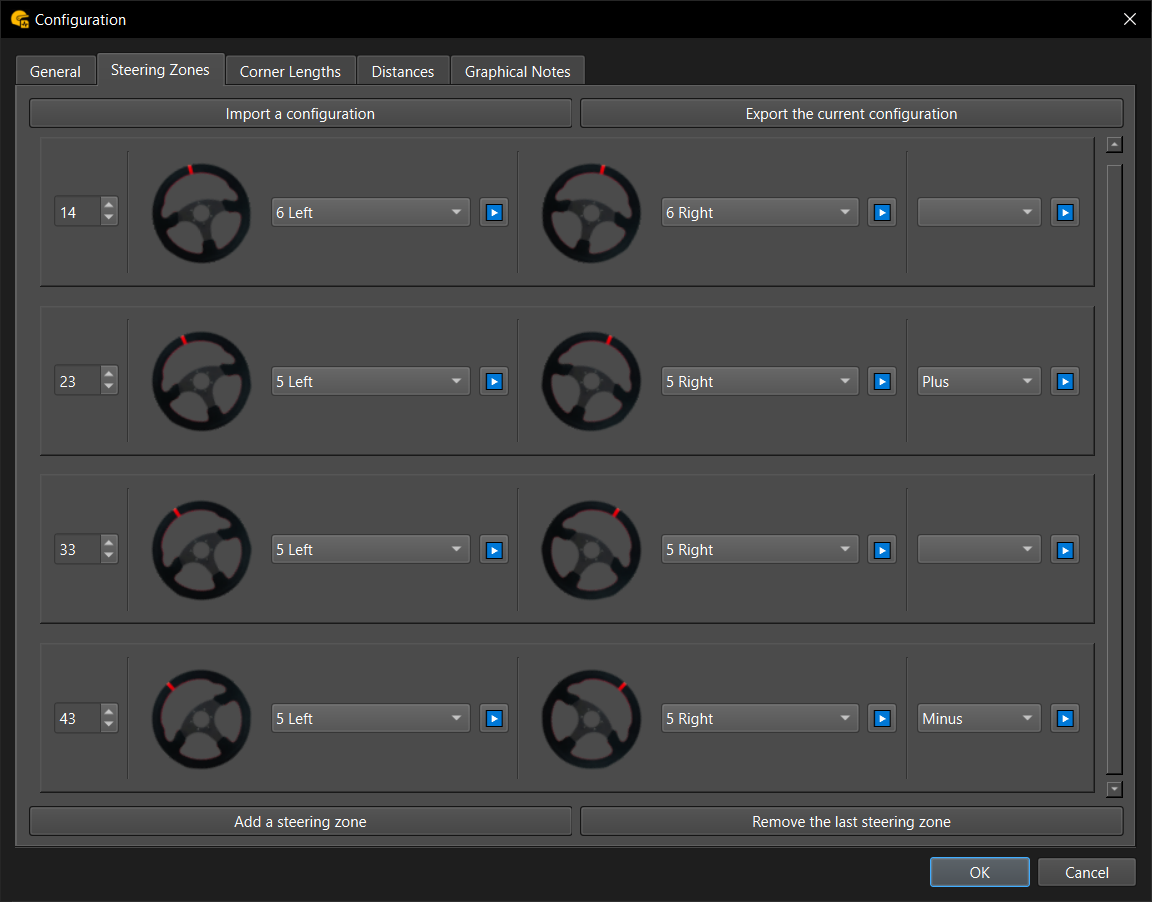 Configuration
General
Steering Zones
Corner Lengths
Distances
Graphical Notes
Import a configuration
Export the current configuration
14
6 Left
6 Right
23
5 Left
5 Right
Plus
33
5 Left
5 Right
43
5 Left
5 Right
Minus
Add a steering zone
Remove the last steering zone
OK
Cancel